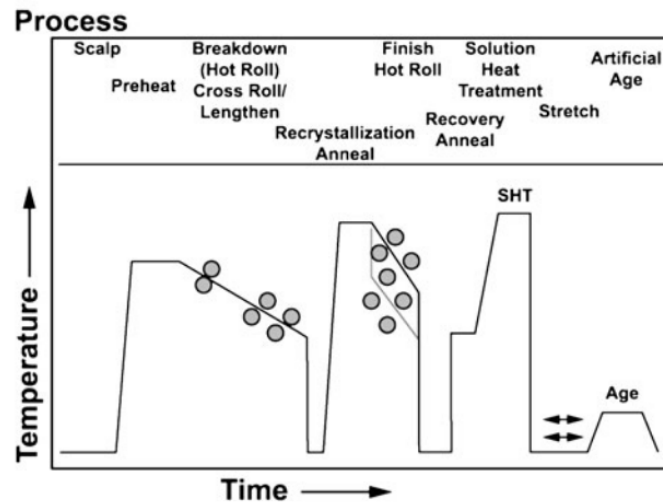 Process
Scalp
Preheat
Breakdown
(Hot Roll)
Cross Roll/
Lengthen
Recrystallization
Anneal
Finish
Hot Roll
Recovery
Anneal
Solution
Heat
Treatment
Stretch
Artificial
Age
SHT
Age
Temperature
Time